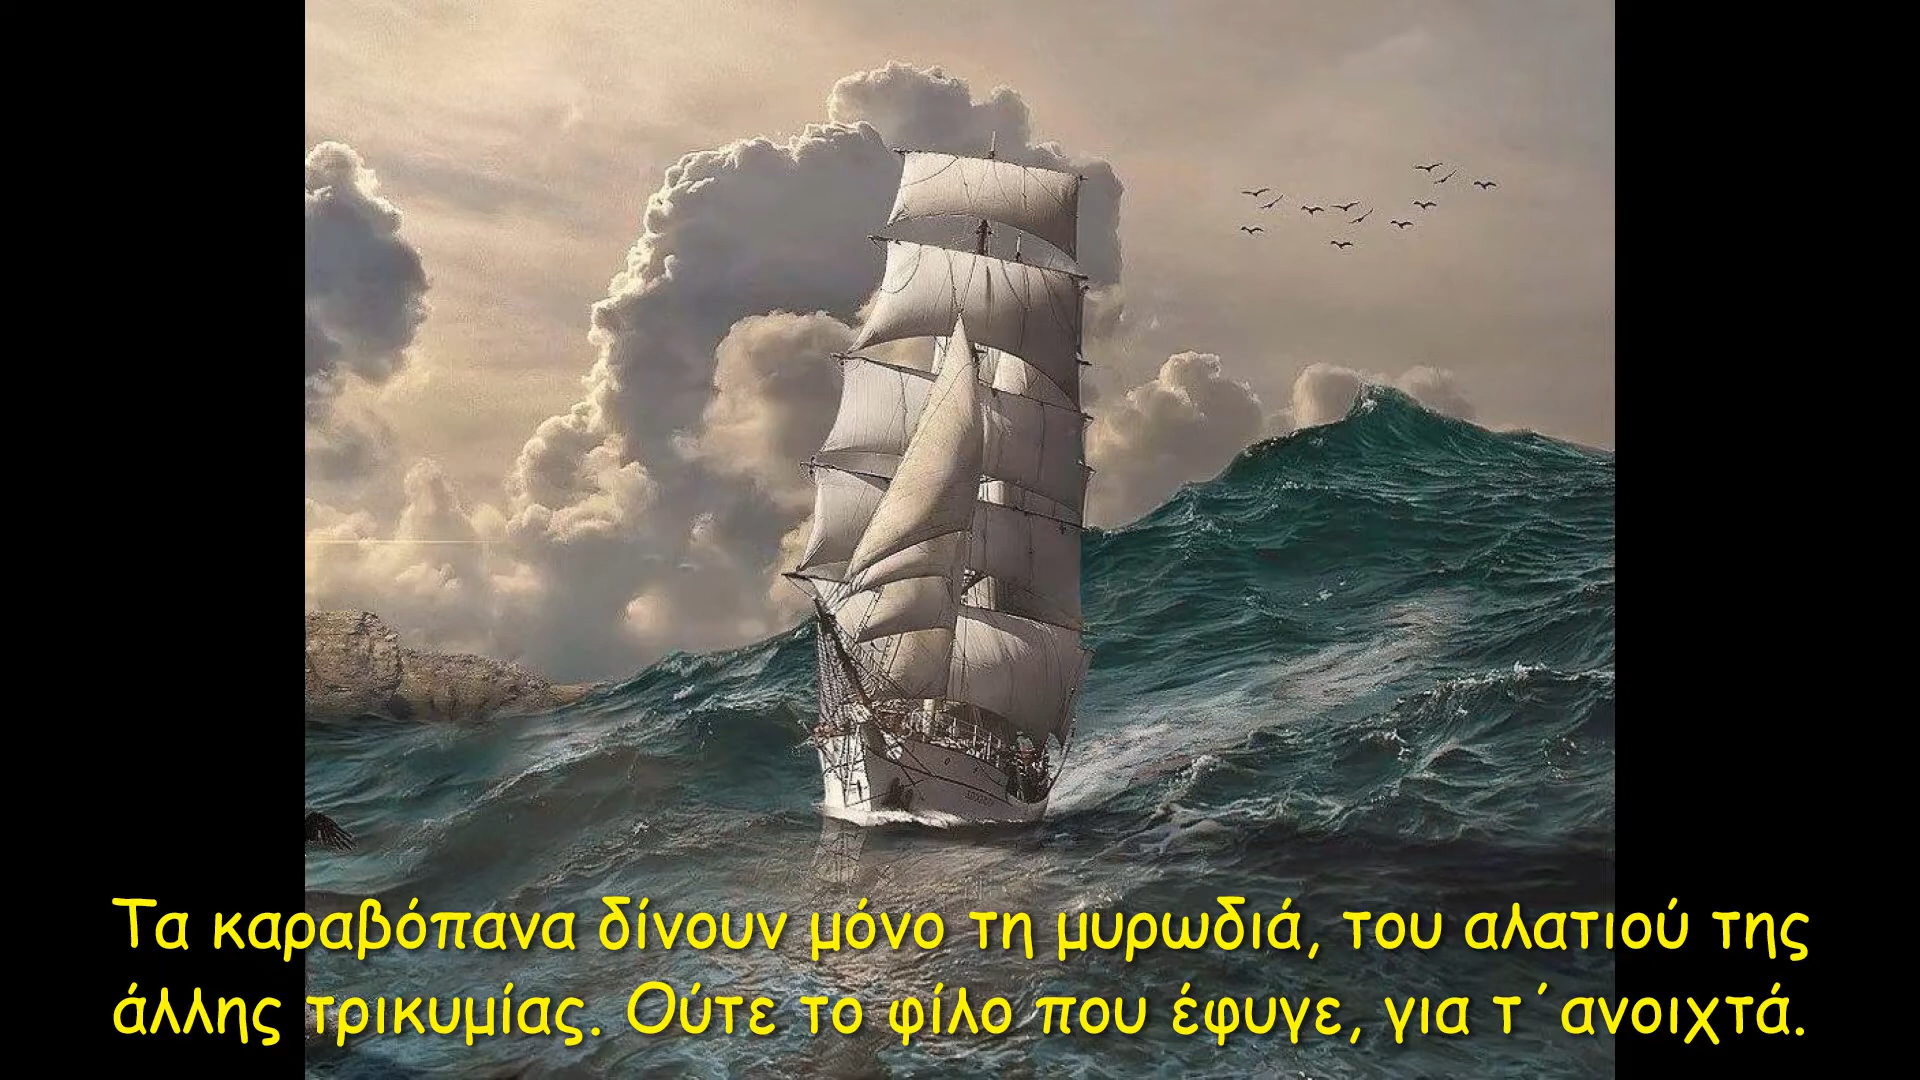 Τα καραβόπανα δίνουν μόνο τη μυρωδιά, του αλατιού της
άλλης τρικυμίας. Ούτε το φίλο που έφυγε, για τ΄ανοιχτά.